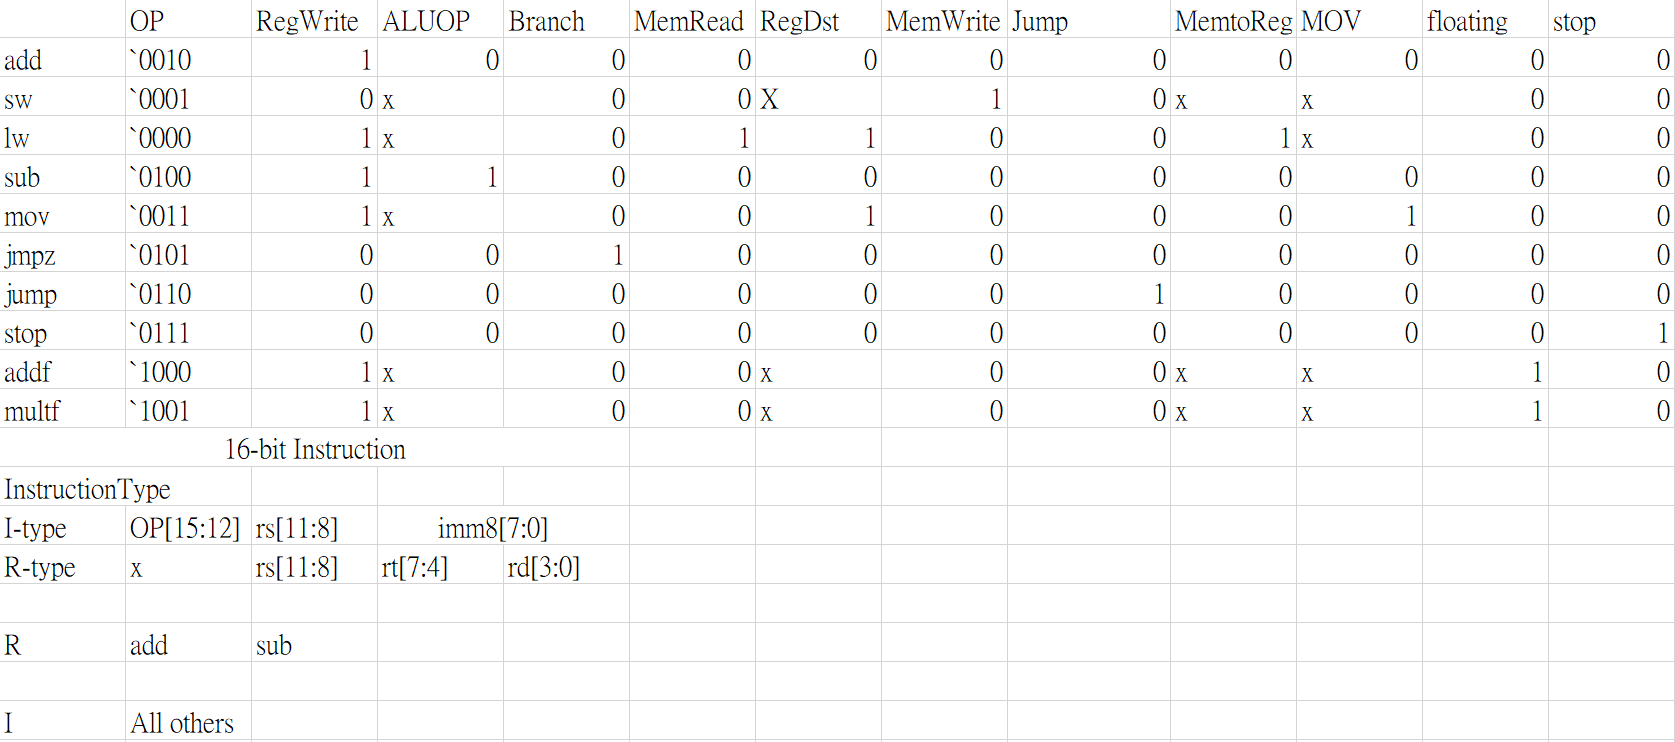 OP RegWrite ALUOP Branch MemRead RegDst MemWrite Jump MemtoReg MOV floating stop
add `0010 1 0 0 0 0 0 0 0 0 0 0
sw `0001 0 x 0 0 X 1 0 x x 0 0
lw `0000 1 x 0 1 1 0 0 1 x 0 0
sub `0100 1 1 0 0 0 0 0 0 0 0 0
mov `0011 1 x 0 0 1 0 0 0 1 0 0
jmpz `0101 0 0 1 0 0 0 0 0 0 0 0
jump `0110 0 0 0 0 0 0 1 0 0 0 0
stop `0111 0 0 0 0 0 0 0 0 0 0 1
addf `1000 1 x 0 0 x 0 0 x x 1 0
multf `1001 1 x 0 0 x 0 0 x x 1 0
16-bit Instruction
InstructionType
I-type OP[15:12] rs[11:8] imm8[7:0]
R-type x rs[11:8] rt[7:4] rd[3:0]
R add sub
I All others